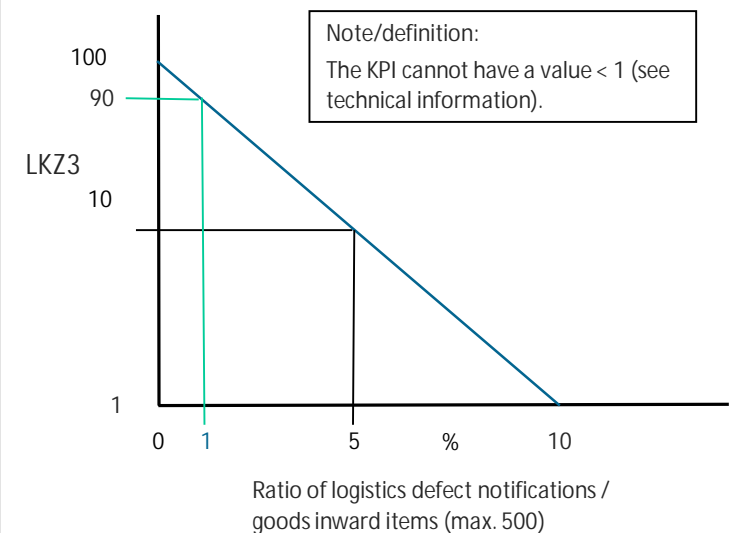 Note/definition:
The KPI cannot have a value < 1 (see
technical information).
100
90
LKZ3
10
1
0 1 5 % 10
Ratio of logistics defect notifications /
goods inward items (max. 500)